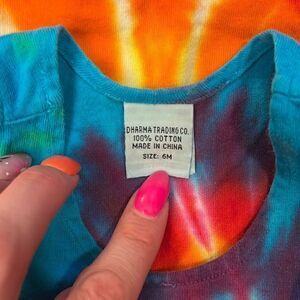 DHARMA TRADING CO.
100% COTTON
MADE IN CHINA
SIZE: 6M